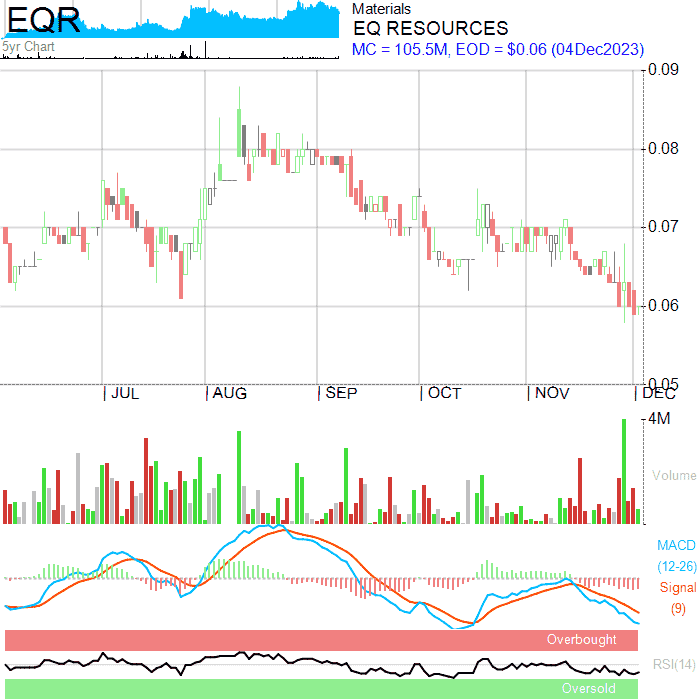 EQR
5yr Chart
Materials
EQ RESOURCES
MC = 105.5M, EOD = $0.06 (04Dec2023)
0.09
0.08
0.07
0.06
0.05
JUL AUG SEP OCT NOV DEC
4M
Volume
MACD
(12-26)
Signal
(9)
Overbought
RSI(14)
Oversold